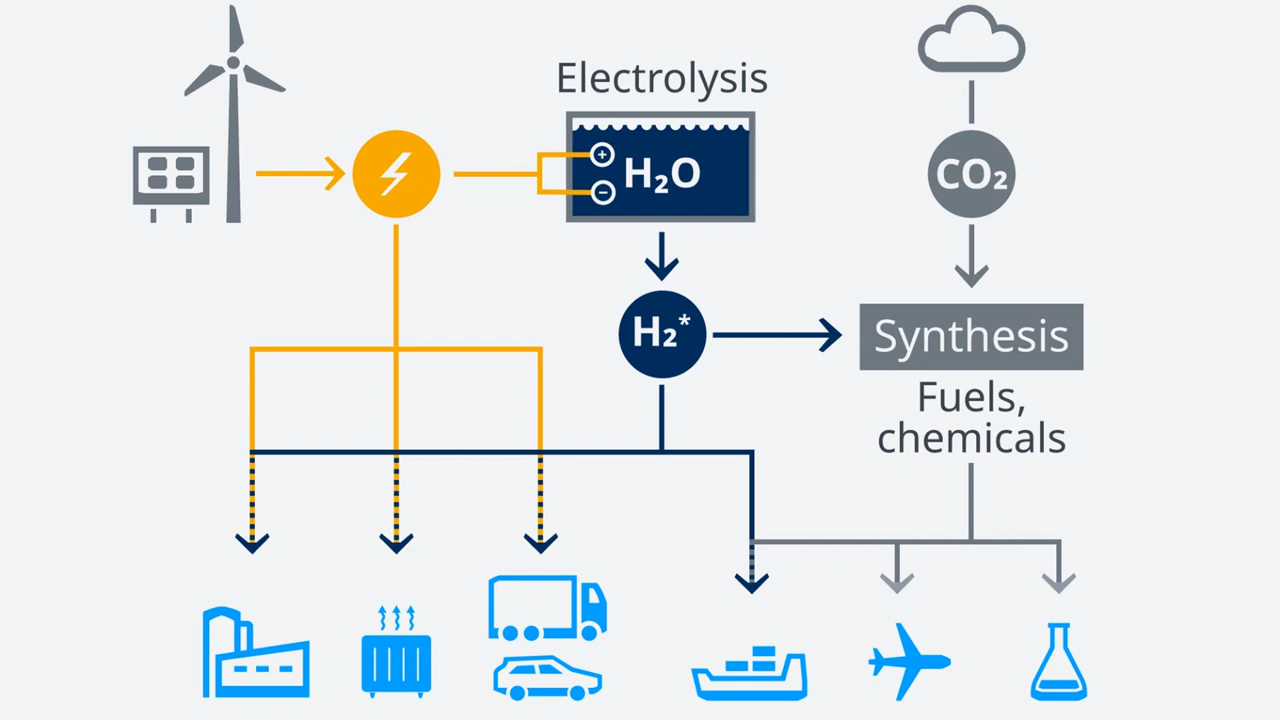 Electrolysis
+
−
H₂O
CO₂
H₂*
Synthesis
Fuels,
chemicals